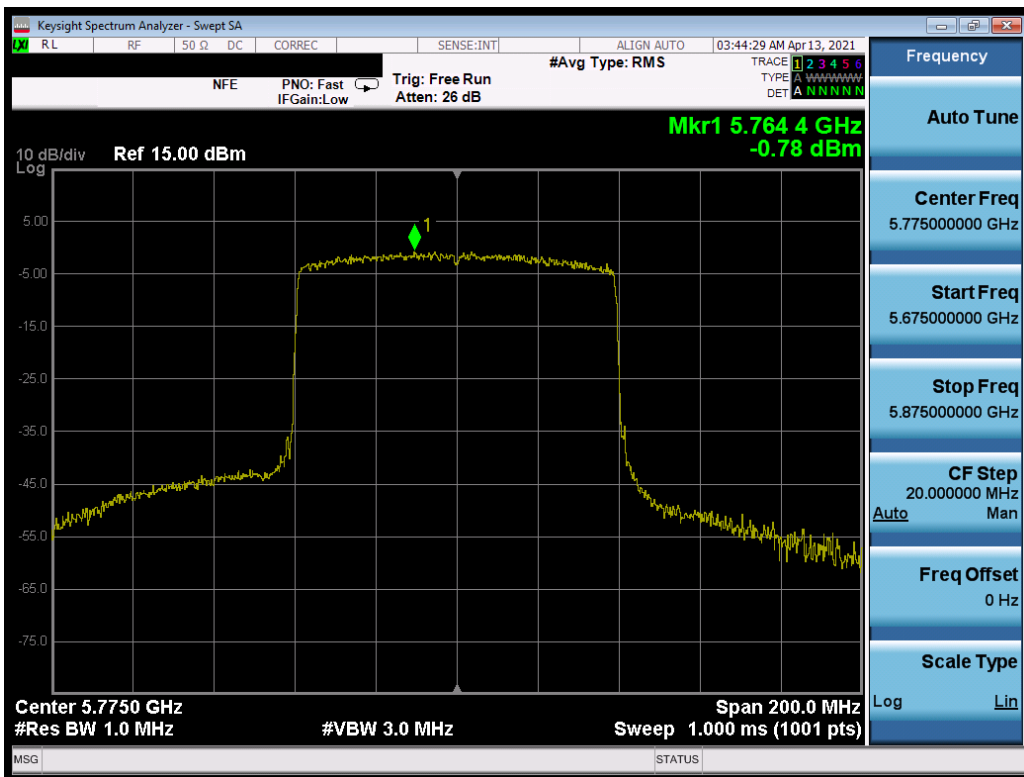 Keysight Spectrum Analyzer - Swept SA
LXI RL RF 50 Ω DC CORREC SENSE:INT ALIGN AUTO 03:44:29 AM Apr 13, 2021
NFE PNO: Fast IFGain:Low
Trig: Free Run
Atten: 26 dB
#Avg Type: RMS
TRACE 1 2 3 4 5 6
TYPE A WWWWW
DET A N N N N N
Mkr1 5.764 4 GHz
-0.78 dBm
10 dB/div Ref 15.00 dBm
Log
1
5.00
-5.00
-15.0
-25.0
-35.0
-45.0
-55.0
-65.0
-75.0
Center 5.7750 GHz Span 200.0 MHz
#Res BW 1.0 MHz #VBW 3.0 MHz Sweep 1.000 ms (1001 pts)
MSG STATUS
Frequency
Auto Tune
Center Freq
5.775000000 GHz
Start Freq
5.675000000 GHz
Stop Freq
5.875000000 GHz
CF Step
20.000000 MHz
Auto Man
Freq Offset
0 Hz
Scale Type
Log Lin